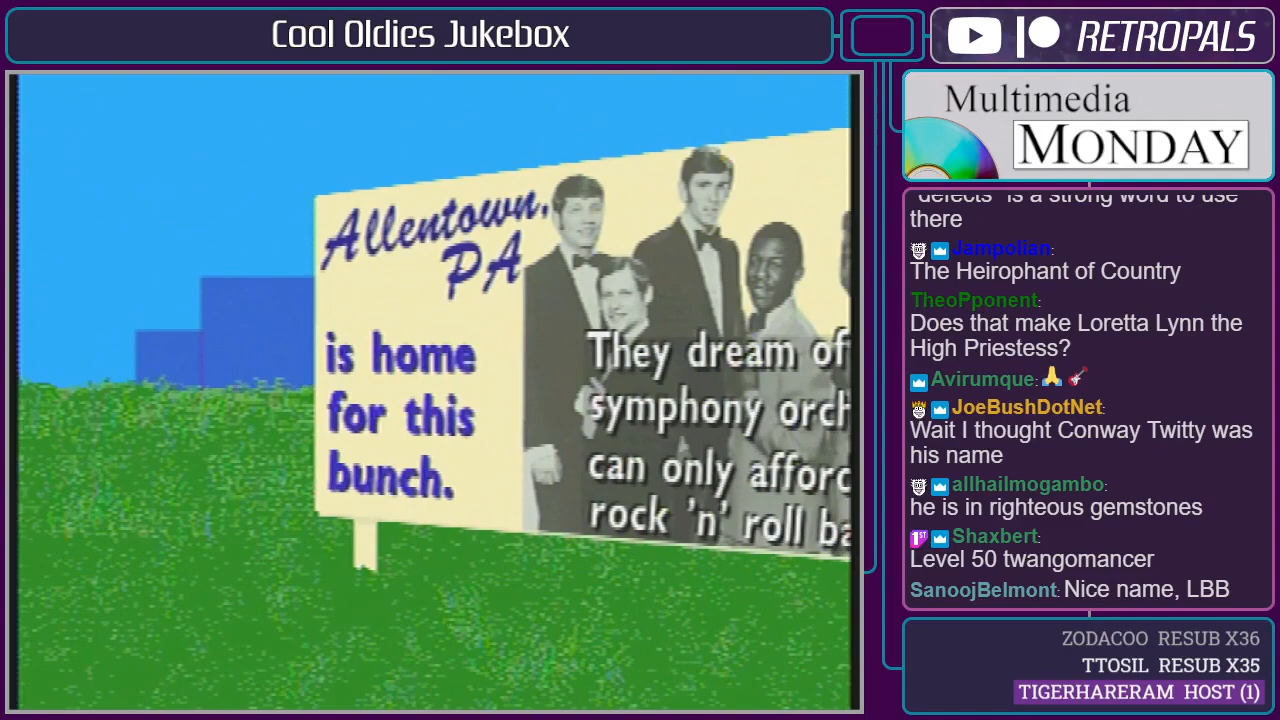 Cool Oldies Jukebox
RETROPALS
Multimedia
MONDAY
Allentown,
PA
is home
for this
bunch.
They dream of
symphony orch
can only afford
rock 'n' roll ba
"defects" is a strong word to use
there
Jampolian:
The Heirophant of Country
TheoPponent:
Does that make Loretta Lynn the
High Priestess?
Avirumque:
JoeBushDotNet:
Wait I thought Conway Twitty was
his name
allhailmogambo:
he is in righteous gemstones
1ST Shaxbert:
Level 50 twangomancer
SanoojBelmont: Nice name, LBB
ZODACOO RESUB X36
TTOSIL RESUB X35
TIGERHARERAM HOST (1)